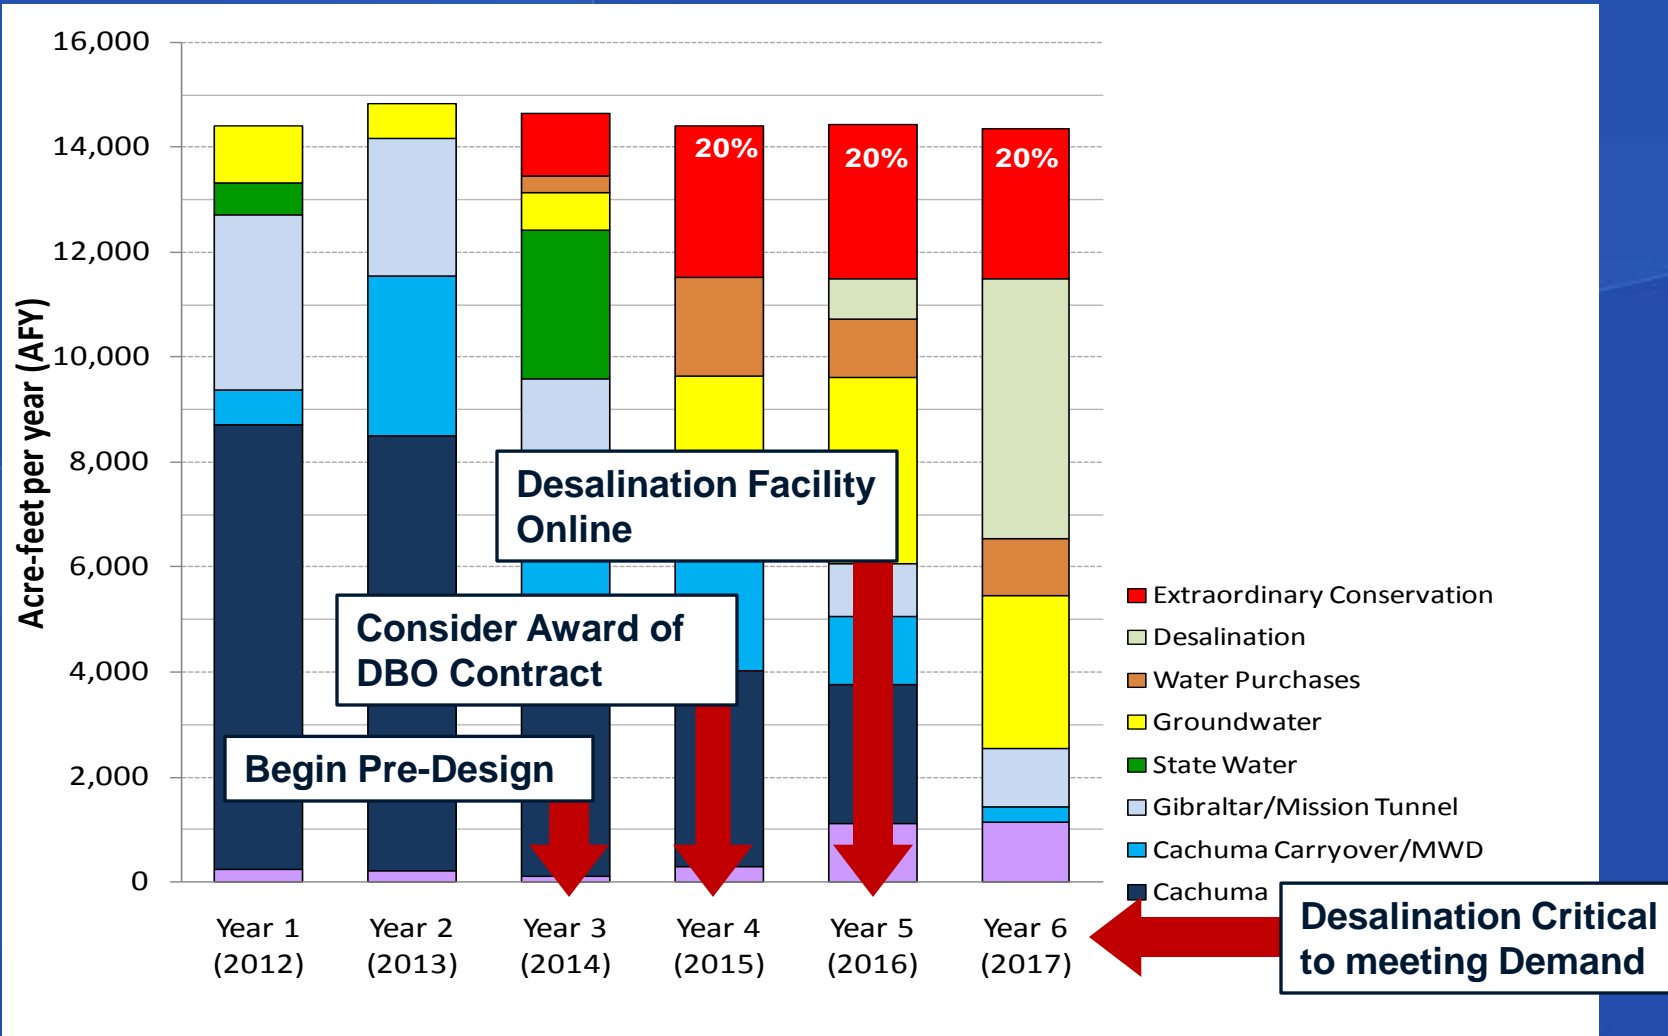 16,000
14,000
12,000
10,000
8,000
6,000
4,000
2,000
0
Acre-feet per year (AFY)
20%
20%
20%
Desalination Facility
Online
Consider Award of
DBO Contract
Begin Pre-Design
Extraordinary Conservation
Desalination
Water Purchases
Groundwater
State Water
Gibraltar/Mission Tunnel
Cachuma Carryover/MWD
Cachuma
Year 1
(2012)
Year 2
(2013)
Year 3
(2014)
Year 4
(2015)
Year 5
(2016)
Year 6
(2017)
Desalination Critical
to meeting Demand